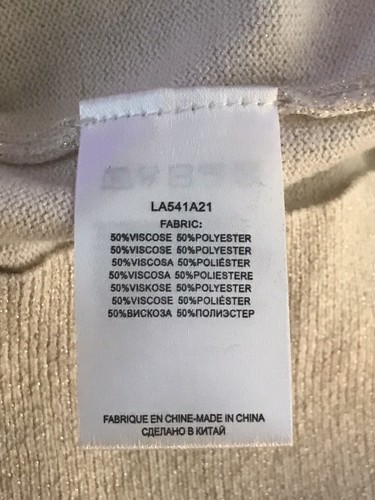 LA541A21
FABRIC:
50%VISCOSE 50%POLYESTER
50%VISCOSE 50%POLYESTER
50%VISCOSA 50%POLIÉSTER
50%VISCOSA 50%POLIESTERE
50%VISKOSE 50%POLYESTER
50%VISCOSE 50%POLIÉSTER
50%ВИСКОЗА 50%ПОЛИЭСТЕР
FABRIQUE EN CHINE-MADE IN CHINA
СДЕЛАНО В КИТАЙ